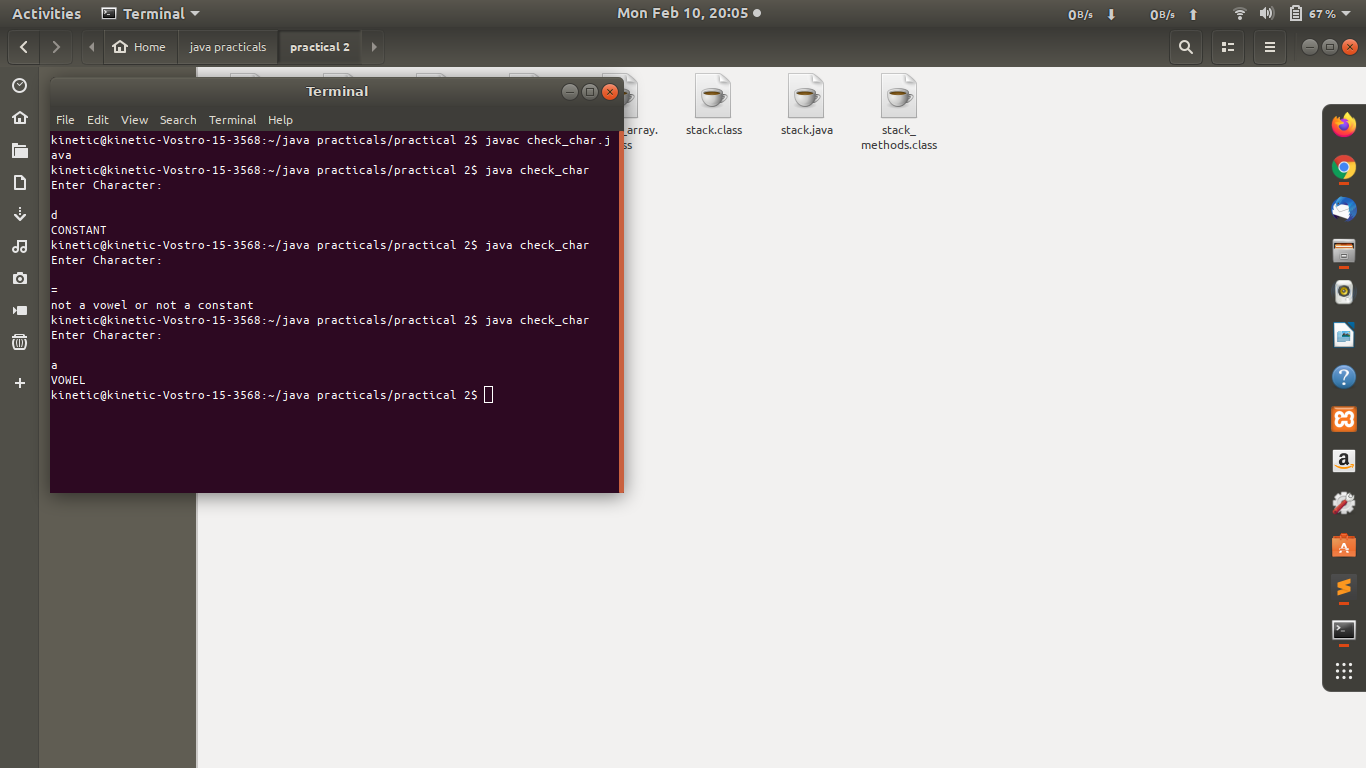 Activities Terminal Mon Feb 10, 20:05 0B/s 0B/s 67 %
Home java practicals practical 2
Terminal
File Edit View Search Terminal Help
kinetic@kinetic-Vostro-15-3568:~/java practicals/practical 2$ javac check_char.j
ava
kinetic@kinetic-Vostro-15-3568:~/java practicals/practical 2$ java check_char
Enter Character:
d
CONSTANT
kinetic@kinetic-Vostro-15-3568:~/java practicals/practical 2$ java check_char
Enter Character:
=
not a vowel or not a constant
kinetic@kinetic-Vostro-15-3568:~/java practicals/practical 2$ java check_char
Enter Character:
a
VOWEL
kinetic@kinetic-Vostro-15-3568:~/java practicals/practical 2$
_array.
ss
stack.class
stack.java
stack_
methods.class